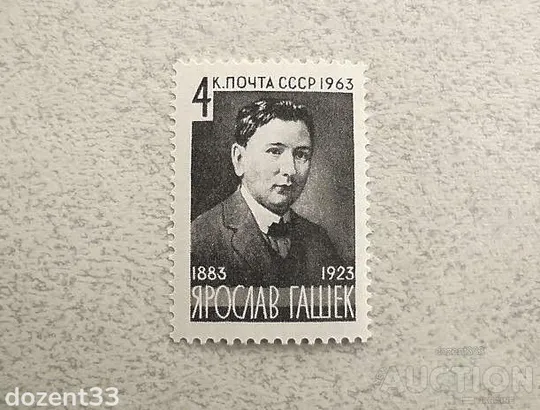 4 К. ПОЧТА СССР 1963
1883 1923
ЯРОСЛАВ ГАШЕК
dozent33
AUCTION